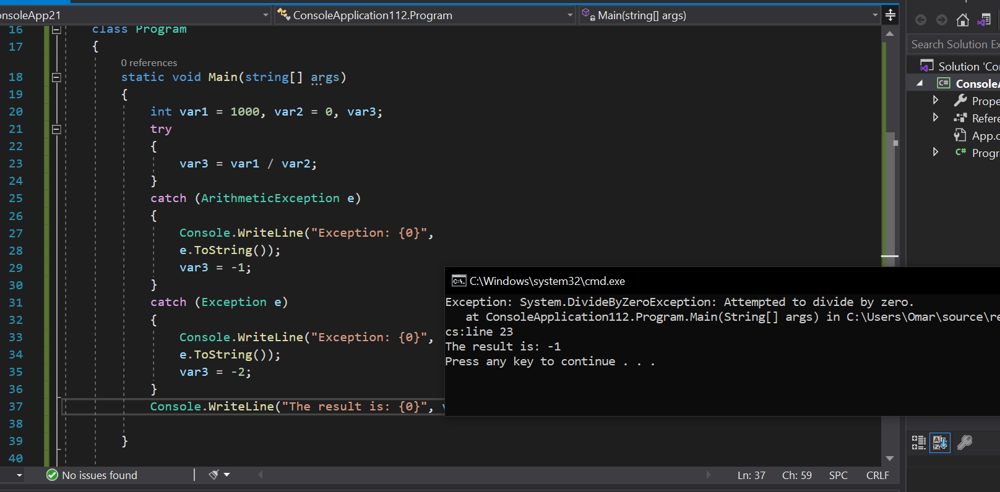 onsoleApp21
ConsoleApplication112.Program
Main(string[] args)
16 class Program
17 {
0 references
18 static void Main(string[] args)
19 {
20 int var1 = 1000, var2 = 0, var3;
21 try
22 {
23 var3 = var1 / var2;
24 }
25 catch (ArithmeticException e)
26 {
27 Console.WriteLine("Exception: {0}",
28 e.ToString());
29 var3 = -1;
30 }
31 catch (Exception e)
32 {
33 Console.WriteLine("Exception: {0}",
34 e.ToString());
35 var3 = -2;
36 }
37 Console.WriteLine("The result is: {0}", v
38
39 }
40
C:\Windows\system32\cmd.exe
Exception: System.DivideByZeroException: Attempted to divide by zero.
at ConsoleApplication112.Program.Main(String[] args) in C:\Users\Omar\source\re
cs:line 23
The result is: -1
Press any key to continue . . .
Search Solution Ex
Solution 'Con
C# ConsoleA
Prope
Refere
App.c
C# Progr
No issues found
Ln: 37 Ch: 59 SPC CRLF